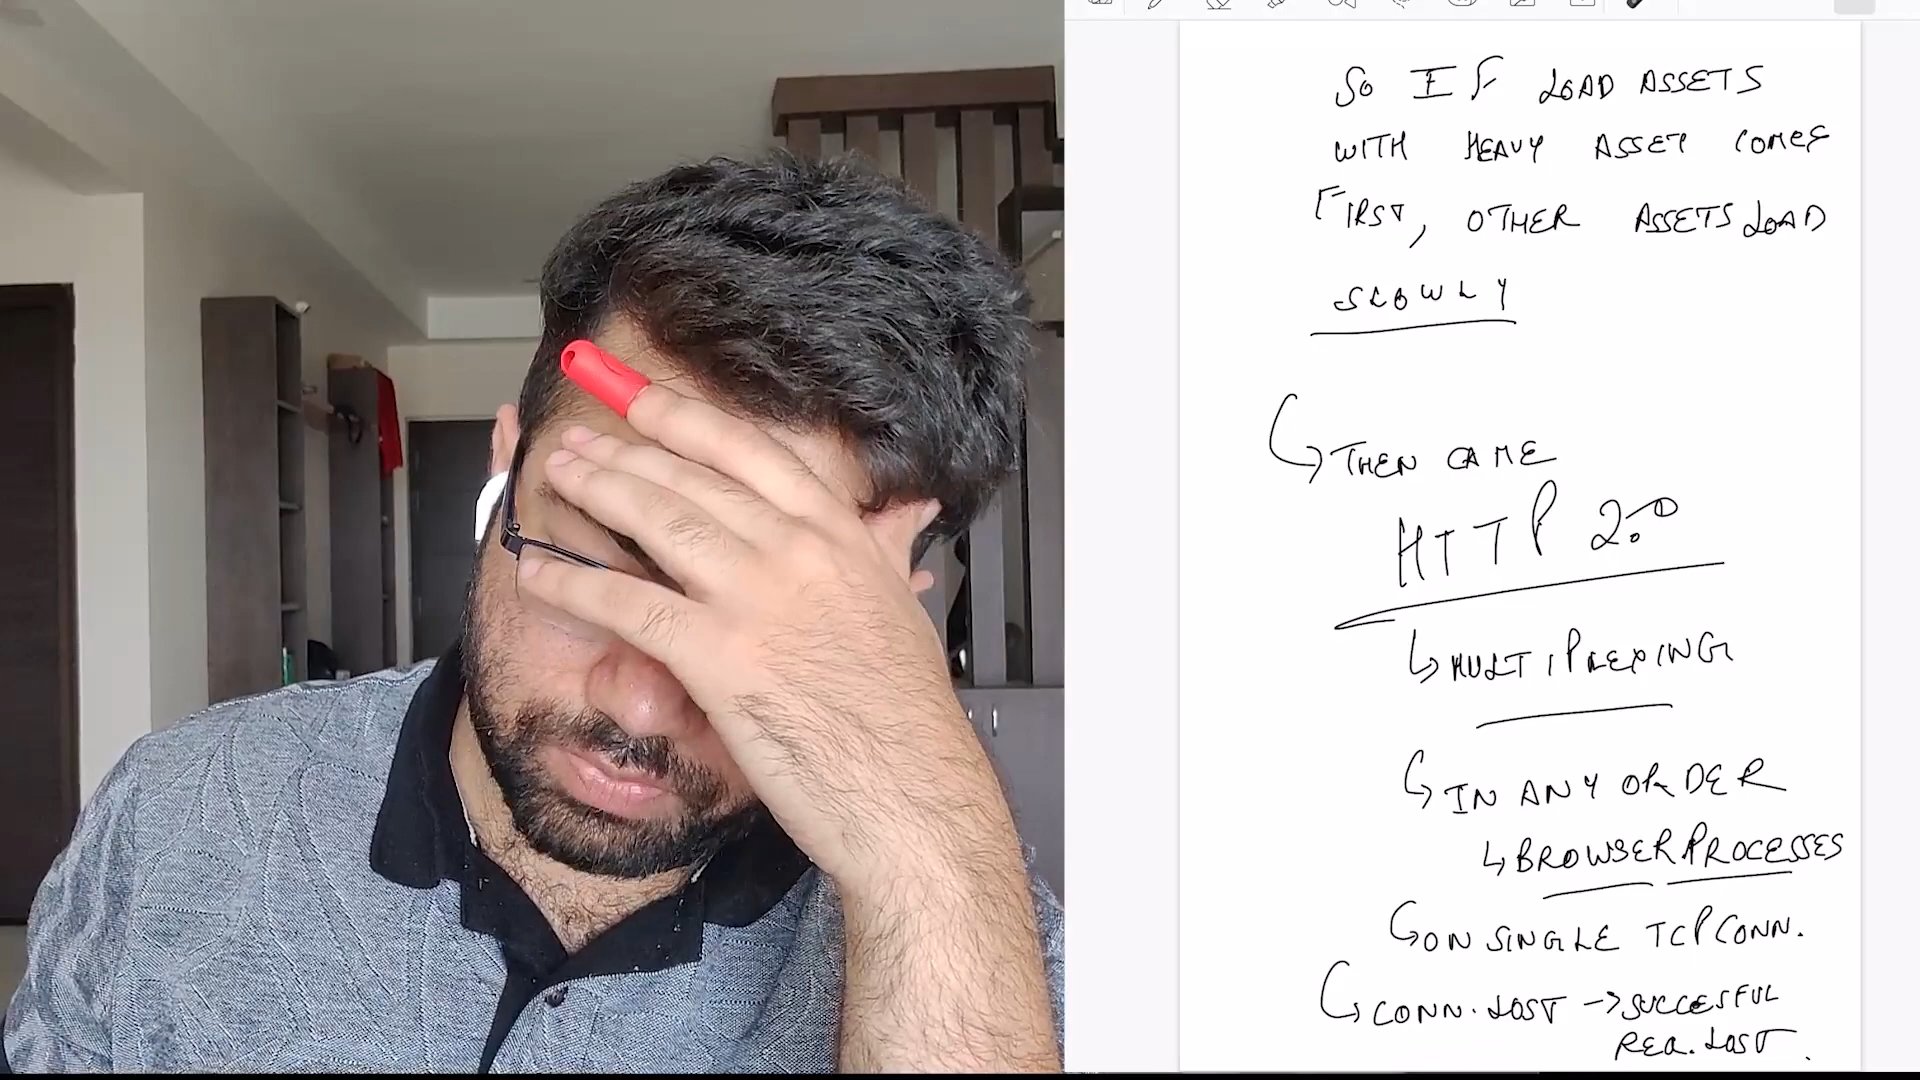 SO IF LOAD ASSETS
WITH HEAVY ASSET COMES
FIRST, OTHER ASSETS LOAD
SLOWLY
THEN CAME
HTTP 2.0
MULTIPLEXING
IN ANY ORDER
BROWSER PROCESSES
ON SINGLE TCP CONN.
CONN. LOST → SUCCESFUL
REQ. LOST.